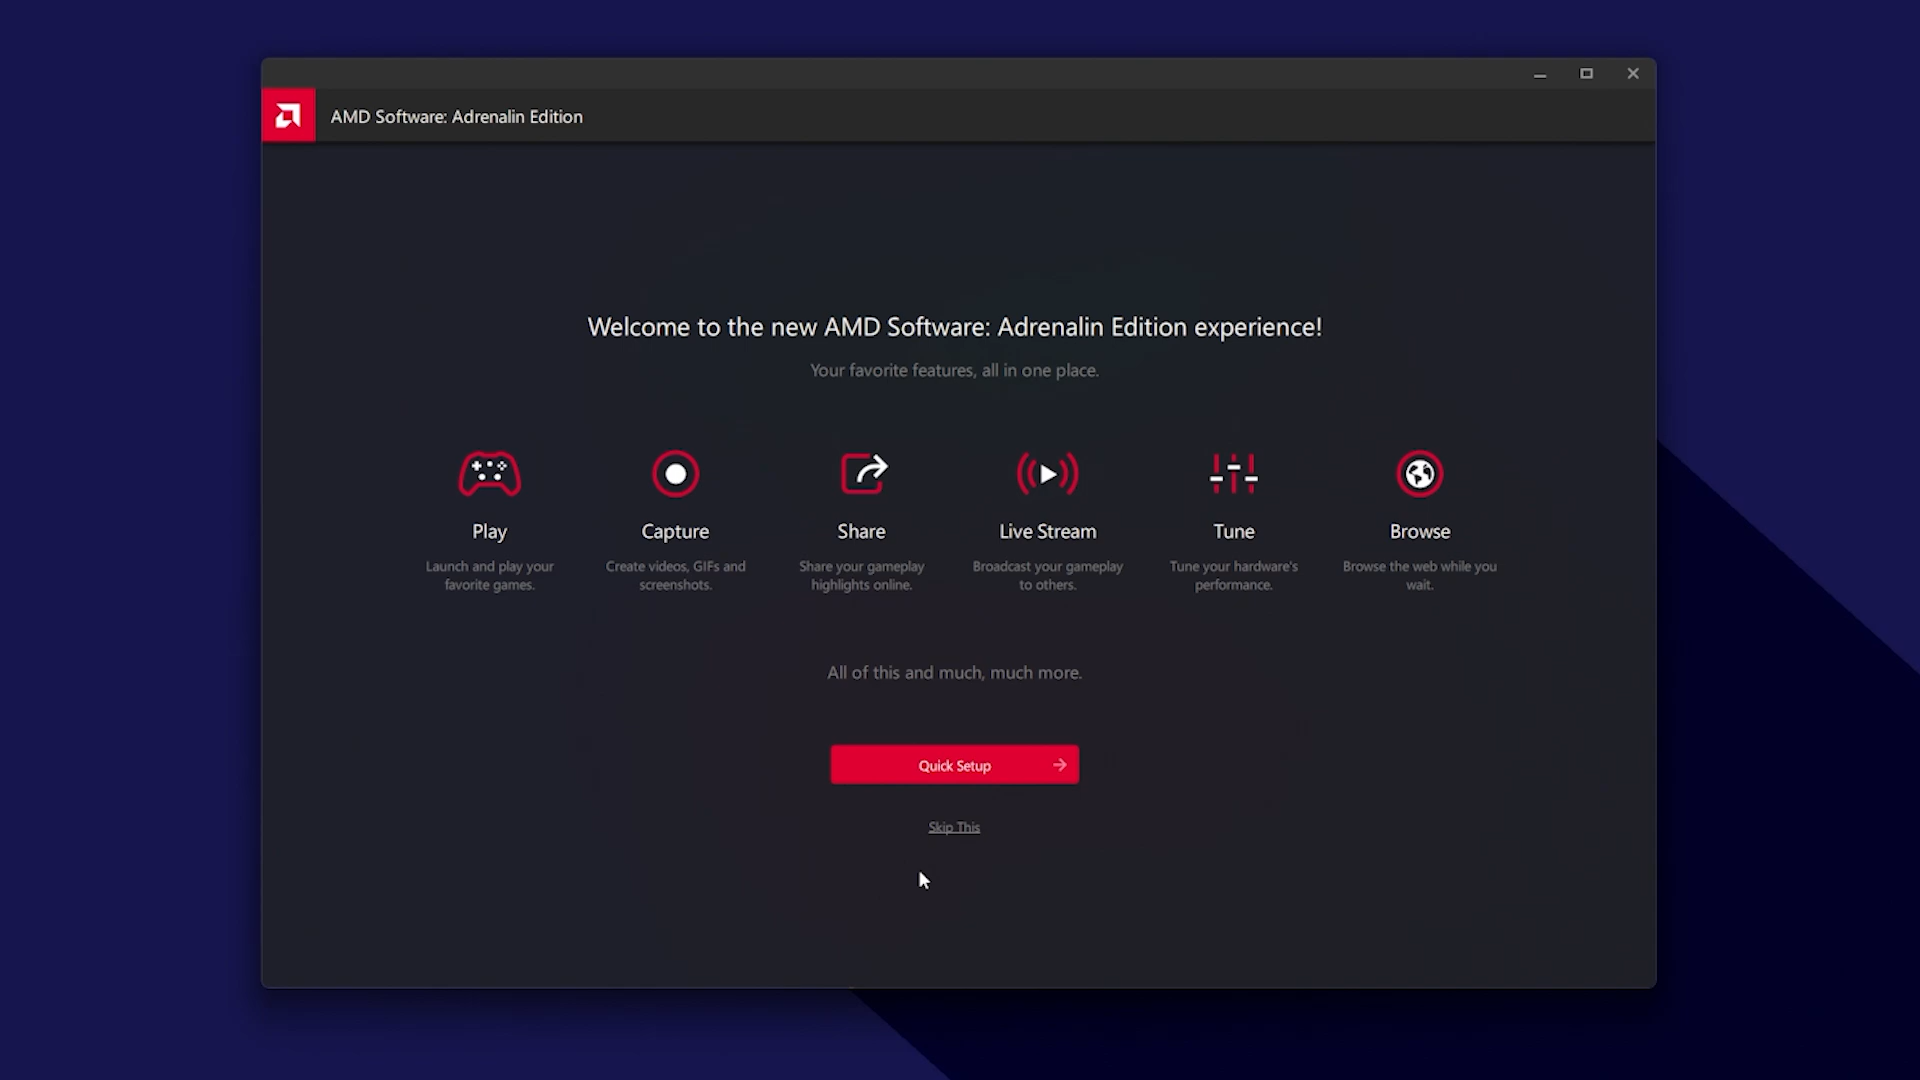 AMD Software: Adrenalin Edition
Welcome to the new AMD Software: Adrenalin Edition experience!
Your favorite features, all in one place.
Play
Launch and play your
favorite games.
Capture
Create videos, GIFs and
screenshots.
Share
Share your gameplay
highlights online.
Live Stream
Broadcast your gameplay
to others.
Tune
Tune your hardware's
performance.
Browse
Browse the web while you
wait.
All of this and much, much more.
Quick Setup
Skip This